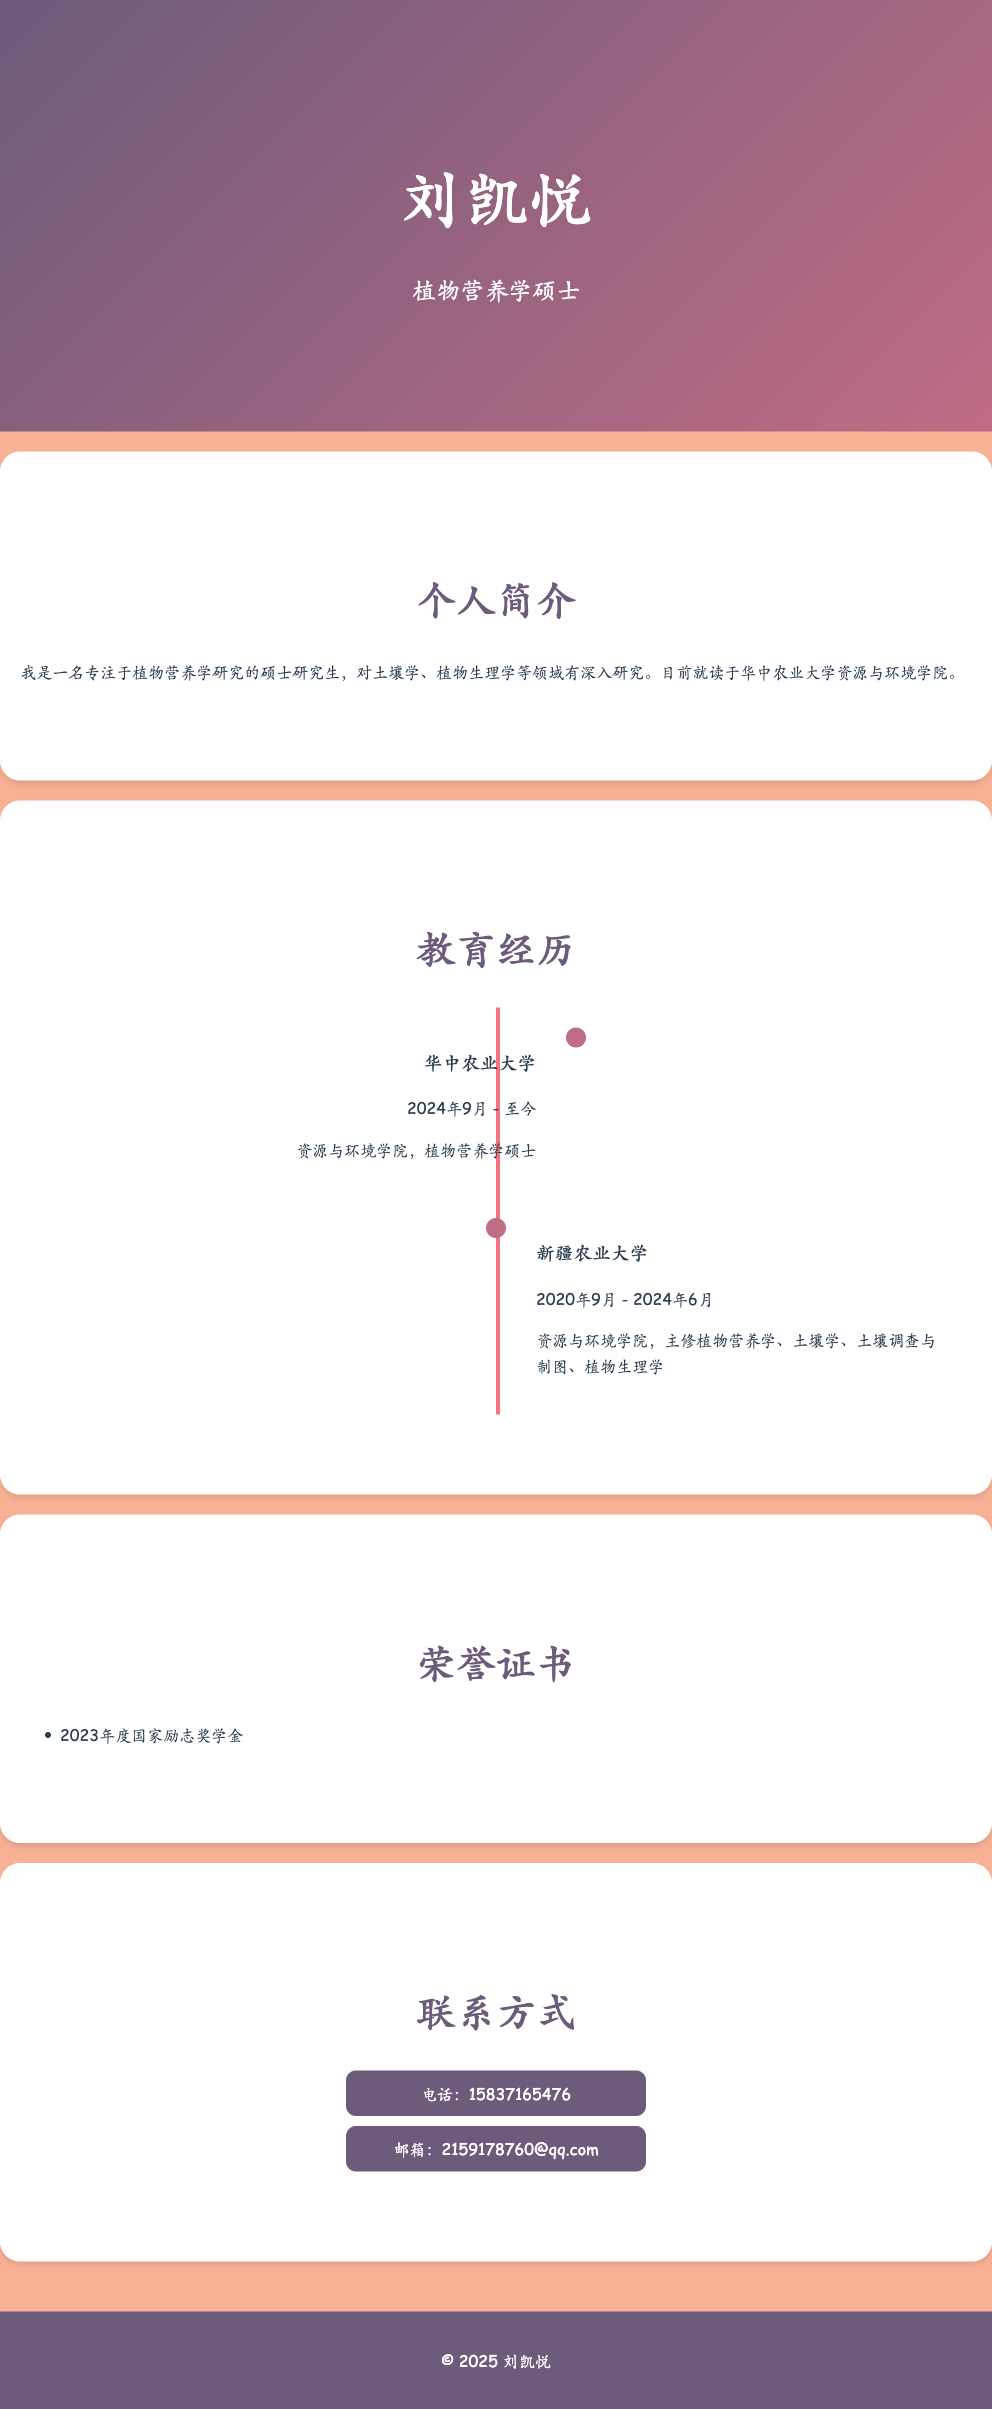 刘凯悦
植物营养学硕士
个人简介
我是一名专注于植物营养学研究的硕士研究生，对土壤学、植物生理学等领域有深入研究。目前就读于华中农业大学资源与环境学院。
教育经历
华中农业大学
2024年9月 - 至今
资源与环境学院，植物营养学硕士
新疆农业大学
2020年9月 - 2024年6月
资源与环境学院，主修植物营养学、土壤学、土壤调查与
制图、植物生理学
荣誉证书
• 2023年度国家励志奖学金
联系方式
电话：15837165476
邮箱：2159178760@qq.com
© 2025 刘凯悦